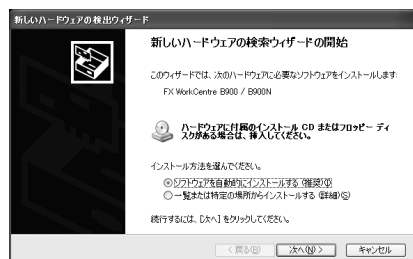 新しいハードウェアの検出ウィザード
新しいハードウェアの検索ウィザードの開始
このウィザードでは、次のハードウェアに必要なソフトウェアをインストールします:
FX WorkCentre B900 / B900N
ハードウェアに付属のインストール CD またはフロッピー ディ
スクがある場合は、挿入してください。
インストール方法を選んでください。
ソフトウェアを自動的にインストールする (推奨)(I)
一覧または特定の場所からインストールする (詳細)(S)
続行するには、[次へ] をクリックしてください。
< 戻る(B) 次へ(N) > キャンセル